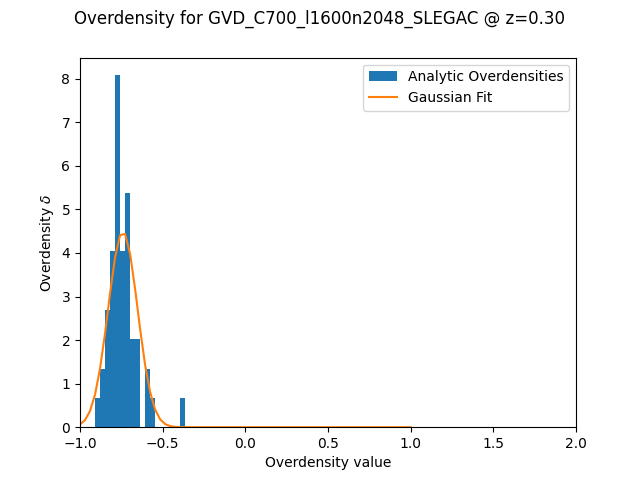 Overdensity for GVD_C700_l1600n2048_SLEGAC @ z=0.30
Analytic Overdensities
Gaussian Fit
Overdensity δ
8
7
6
5
4
3
2
1
0
−1.0 −0.5 0.0 0.5 1.0 1.5 2.0
Overdensity value